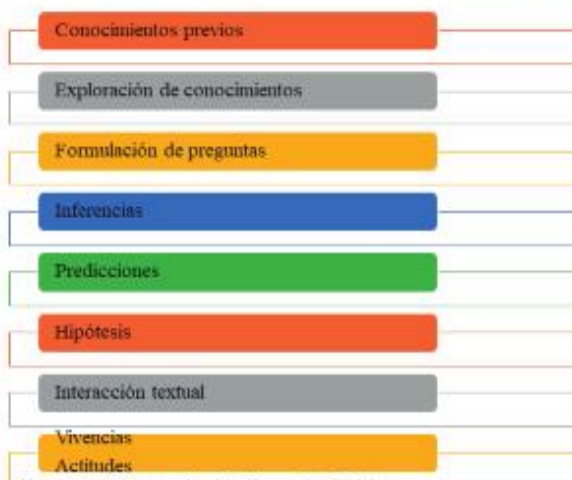 Conocimientos previos
Exploración de conocimientos
Formulación de preguntas
Inferencias
Predicciones
Hipótesis
Interacción textual
Vivencias
Actitudes